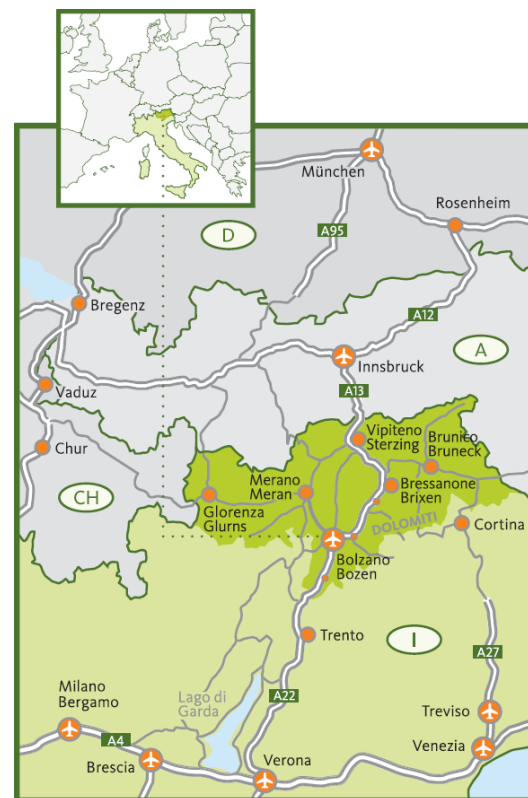 München
Rosenheim
D
A95
Bregenz
A12
Innsbruck
A
Vaduz
A13
Vipiteno
Sterzing
Brunico
Bruneck
Chur
Merano
Meran
Bressanone
Brixen
CH
Glorenza
Glurns
DOLOMITI
Cortina
Bolzano
Bozen
Trento
I
A27
Milano
Bergamo
Lago di
Garda
A22
Treviso
A4
Venezia
Brescia
Verona